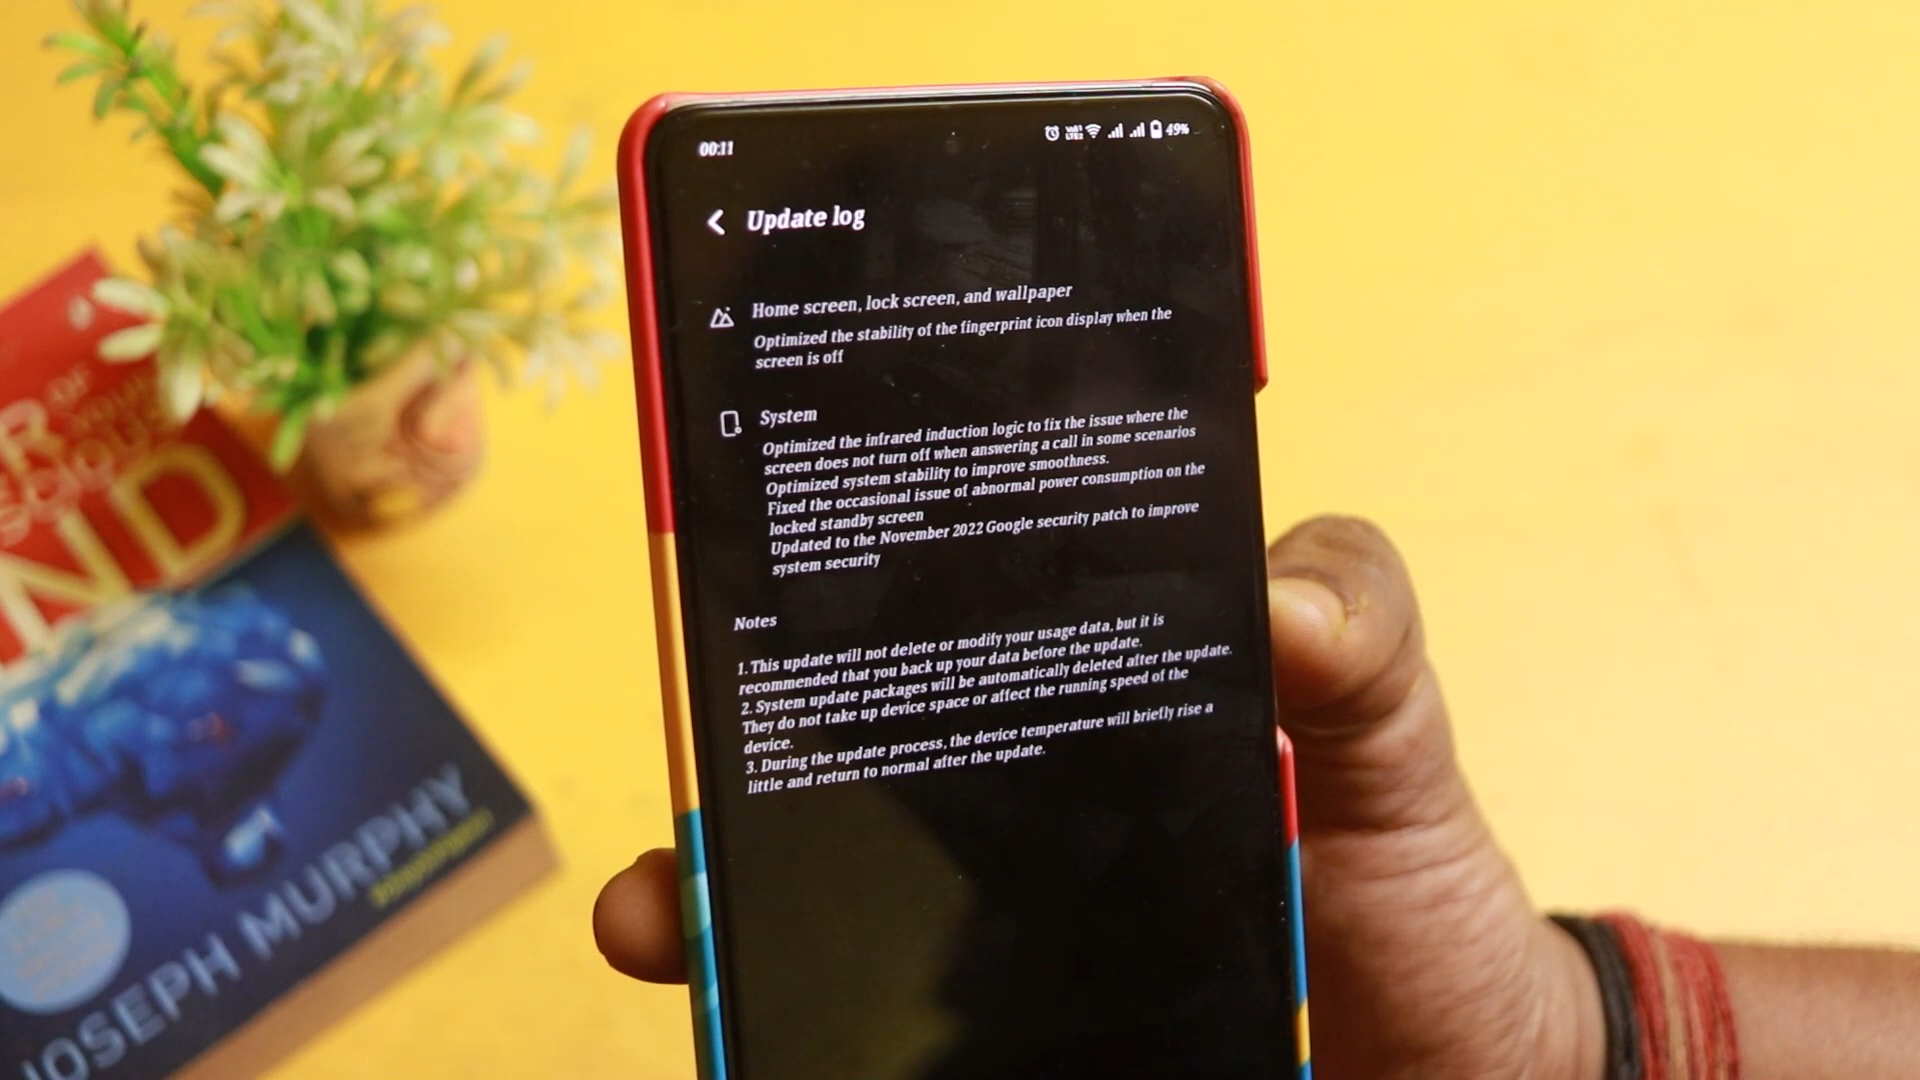 00:11
49%
Update log
Home screen, lock screen, and wallpaper
Optimized the stability of the fingerprint icon display when the
screen is off
System
Optimized the infrared induction logic to fix the issue where the
screen does not turn off when answering a call in some scenarios
Optimized system stability to improve smoothness.
Fixed the occasional issue of abnormal power consumption on the
locked standby screen
Updated to the November 2022 Google security patch to improve
system security
Notes
1. This update will not delete or modify your usage data, but it is
recommended that you back up your data before the update.
2. System update packages will be automatically deleted after the update.
They do not take up device space or affect the running speed of the
device.
3. During the update process, the device temperature will briefly rise a
little and return to normal after the update.
OF
YOUR
JOSEPH MURPHY